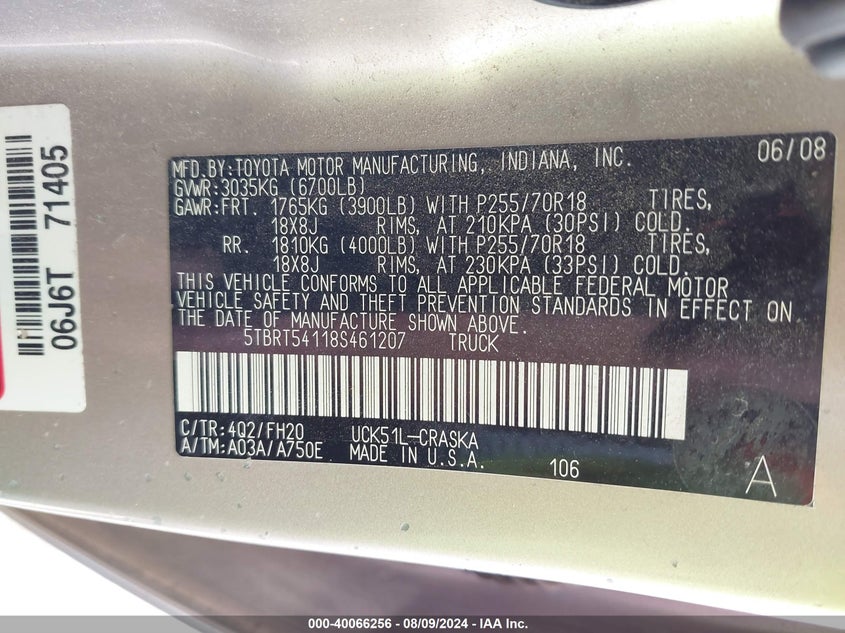 MFD.BY:TOYOTA MOTOR MANUFACTURING, INDIANA, INC. 06/08
GVWR:3035KG (6700LB)
GAWR:FRT. 1765KG (3900LB) WITH P255/70R18 TIRES,
18X8J RIMS, AT 210KPA (30PSI) COLD.
RR. 1810KG (4000LB) WITH P255/70R18 TIRES,
18X8J RIMS, AT 230KPA (33PSI) COLD.
THIS VEHICLE CONFORMS TO ALL APPLICABLE FEDERAL MOTOR
VEHICLE SAFETY AND THEFT PREVENTION STANDARDS IN EFFECT ON
THE DATE OF MANUFACTURE SHOWN ABOVE.
5TBRT54118S461207 TRUCK
C/TR:4Q2/FH20 UCK51L-CRASKA
A/TM:A03A/A750E MADE IN U.S.A. 106 A
06J6T 71405
000-40066256 - 08/09/2024 - IAA Inc.